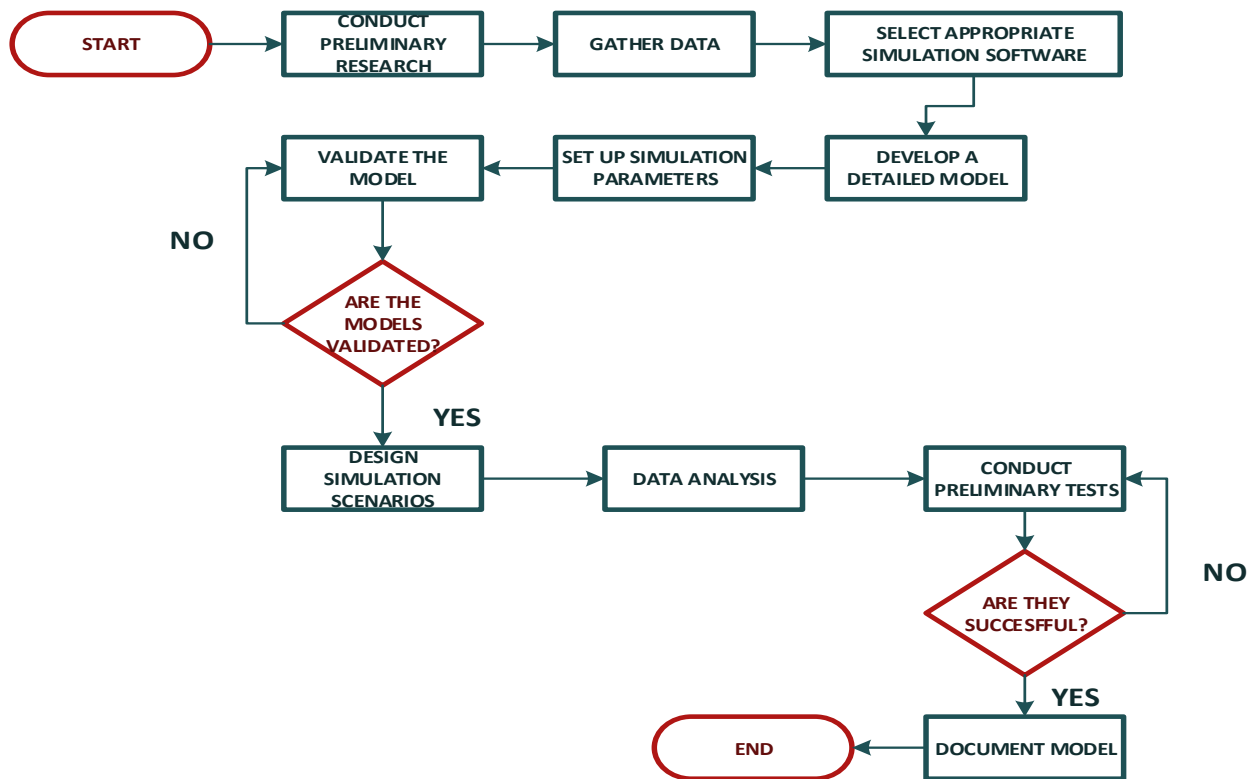 START
CONDUCT
PRELIMINARY
RESEARCH
GATHER DATA
SELECT APPROPRIATE
SIMULATION SOFTWARE
VALIDATE THE
MODEL
SET UP SIMULATION
PARAMETERS
DEVELOP A
DETAILED MODEL
NO
ARE THE
MODELS
VALIDATED?
YES
DESIGN
SIMULATION
SCENARIOS
DATA ANALYSIS
CONDUCT
PRELIMINARY TESTS
NO
ARE THEY
SUCCESFFUL?
YES
END
DOCUMENT MODEL